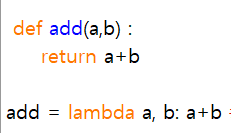 def add(a,b) :
return a+b
add = lambda a, b: a+b =